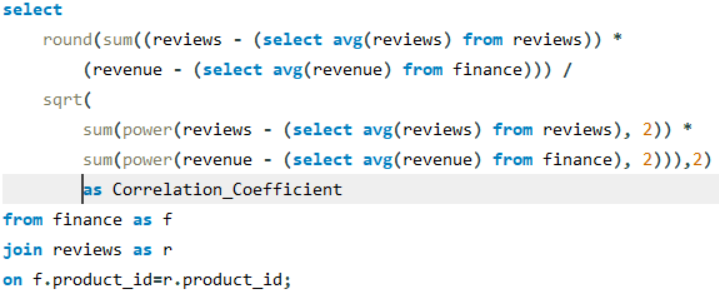 select
    round(sum((reviews - (select avg(reviews) from reviews)) *
        (revenue - (select avg(revenue) from finance))) /
    sqrt(
        sum(power(reviews - (select avg(reviews) from reviews), 2)) *
        sum(power(revenue - (select avg(revenue) from finance), 2))),2)
        as Correlation_Coefficient
from finance as f
join reviews as r
on f.product_id=r.product_id;